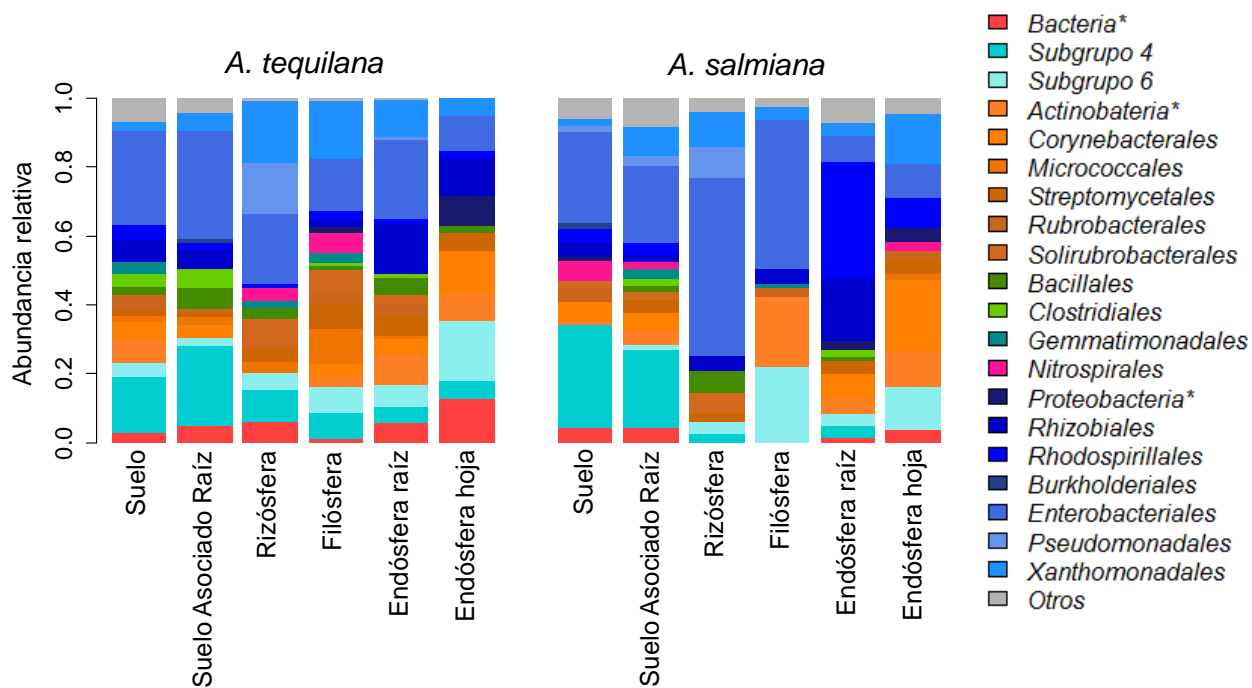 A. tequilana
A. salmiana
Abundancia relativa
1.0
0.8
0.6
0.4
0.2
0.0
Suelo
Suelo Asociado Raíz
Rizósfera
Filósfera
Endósfera raíz
Endósfera hoja
Suelo
Suelo Asociado Raíz
Rizósfera
Filósfera
Endósfera raíz
Endósfera hoja
Bacteria*
Subgrupo 4
Subgrupo 6
Actinobateria*
Corynebacterales
Micrococcales
Streptomycetales
Rubrobacterales
Solirubrobacterales
Bacillales
Clostridiales
Gemmatimonadales
Nitrospirales
Proteobacteria*
Rhizobiales
Rhodospirillales
Burkholderiales
Enterobacteriales
Pseudomonadales
Xanthomonadales
Otros